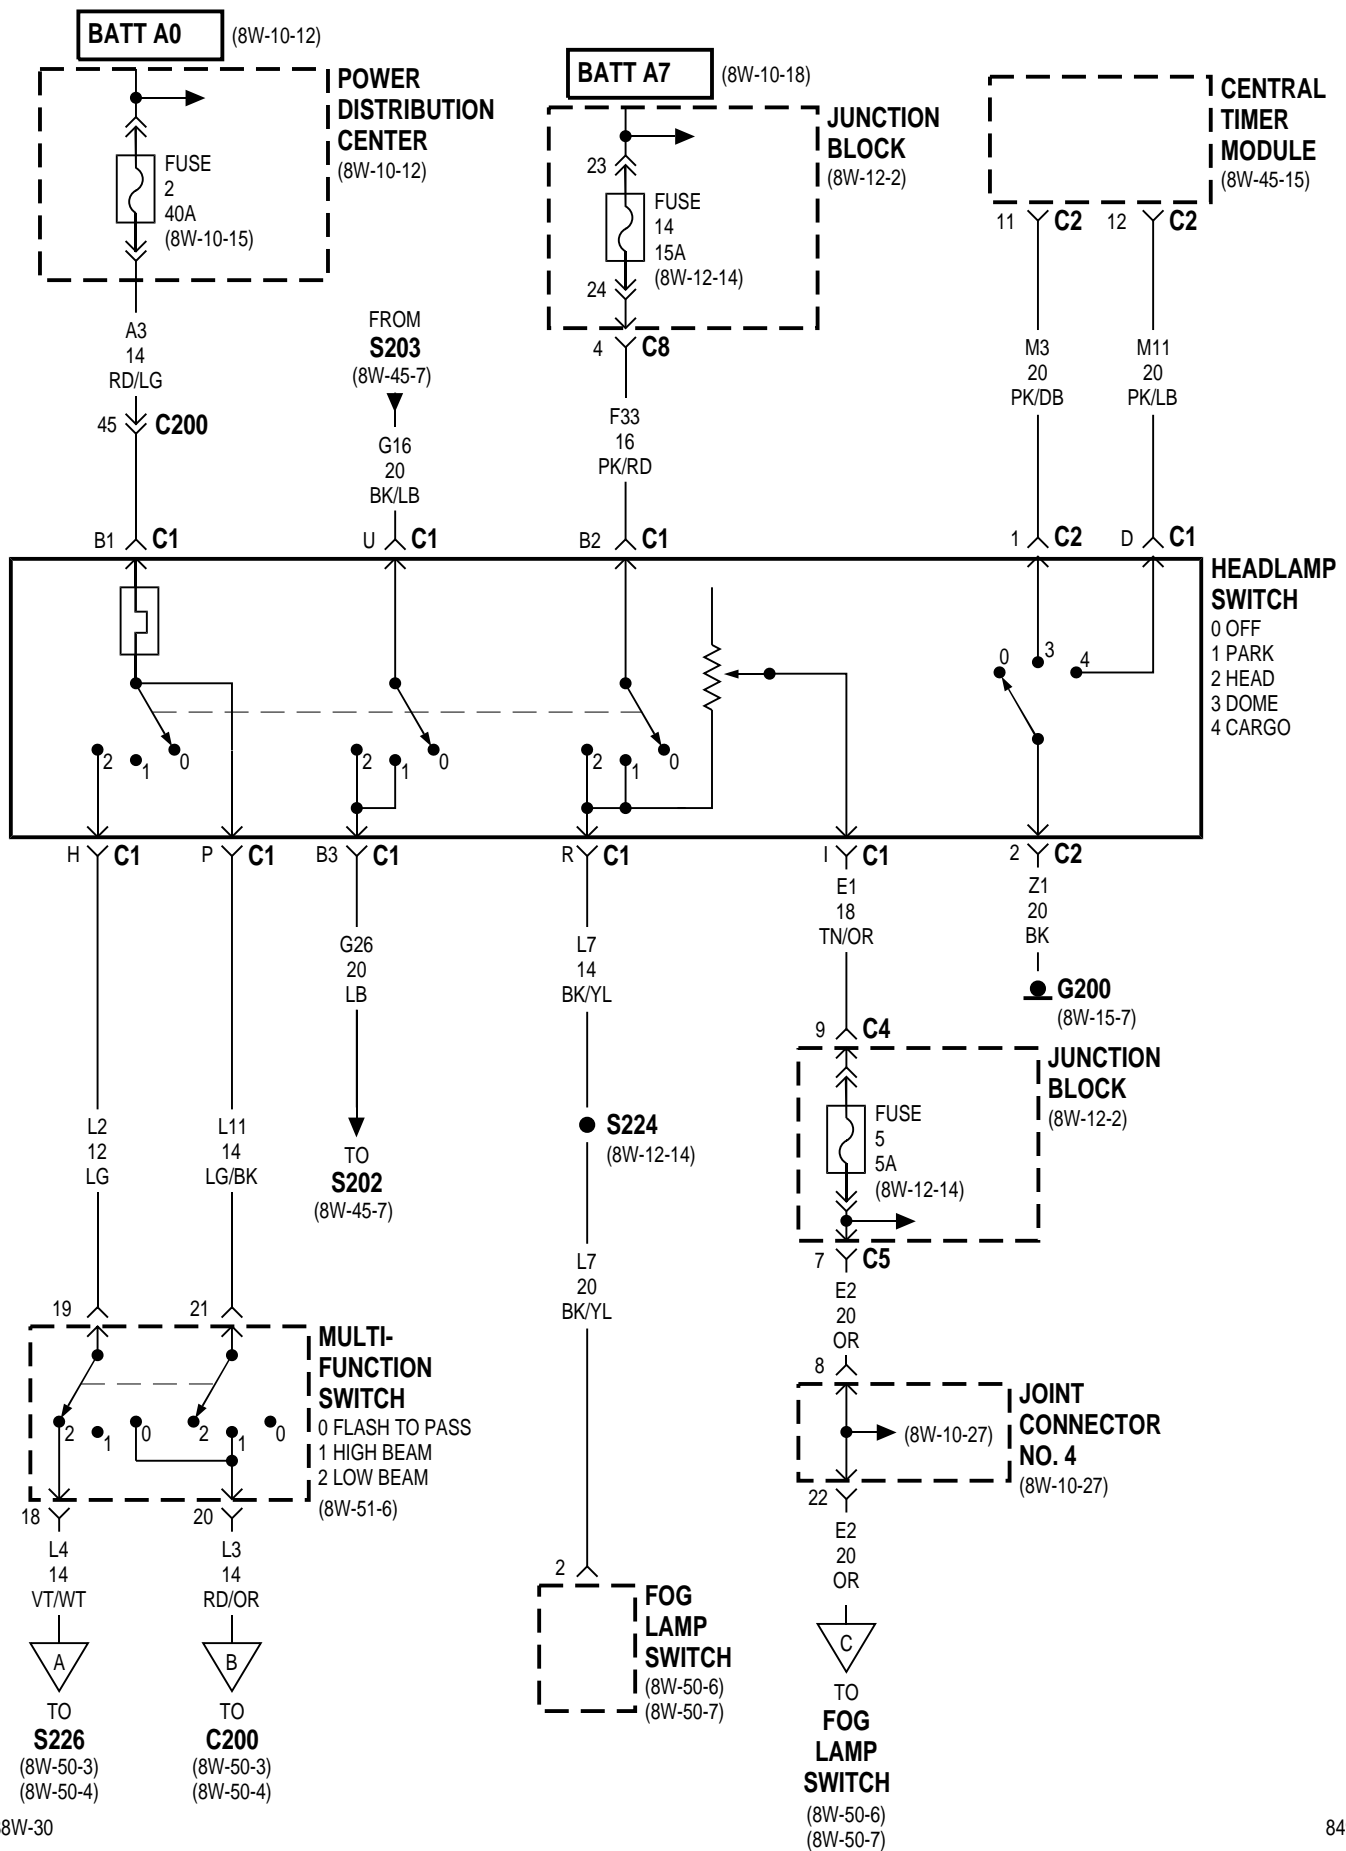 BATT A0
(8W-10-12)
POWER
DISTRIBUTION
CENTER
(8W-10-12)
FUSE
2
40A
(8W-10-15)
A3
14
RD/LG
45
C200
FROM
S203
(8W-45-7)
G16
20
BK/LB
BATT A7
(8W-10-18)
JUNCTION
BLOCK
(8W-12-2)
23
FUSE
14
15A
(8W-12-14)
24
4
C8
F33
16
PK/RD
CENTRAL
TIMER
MODULE
(8W-45-15)
11
C2
12
C2
M3
20
PK/DB
M11
20
PK/LB
B1
C1
U
C1
B2
C1
1
C2
D
C1
HEADLAMP
SWITCH
0 OFF
1 PARK
2 HEAD
3 DOME
4 CARGO
0
3
4
2
1
0
2
1
0
2
1
0
H
C1
P
C1
B3
C1
R
C1
I
C1
2
C2
L2
12
LG
L11
14
LG/BK
G26
20
LB
TO
S202
(8W-45-7)
L7
14
BK/YL
S224
(8W-12-14)
L7
20
BK/YL
E1
18
TN/OR
Z1
20
BK
G200
(8W-15-7)
9
C4
JUNCTION
BLOCK
(8W-12-2)
FUSE
5
5A
(8W-12-14)
7
C5
E2
20
OR
8
JOINT
CONNECTOR
NO. 4
(8W-10-27)
(8W-10-27)
22
E2
20
OR
C
TO
FOG
LAMP
SWITCH
(8W-50-6)
(8W-50-7)
19
21
MULTI-
FUNCTION
SWITCH
0 FLASH TO PASS
1 HIGH BEAM
2 LOW BEAM
(8W-51-6)
2
1
0
2
1
0
18
20
L4
14
VT/WT
L3
14
RD/OR
A
B
TO
S226
(8W-50-3)
(8W-50-4)
TO
C200
(8W-50-3)
(8W-50-4)
2
FOG
LAMP
SWITCH
(8W-50-6)
(8W-50-7)
8W-30
84